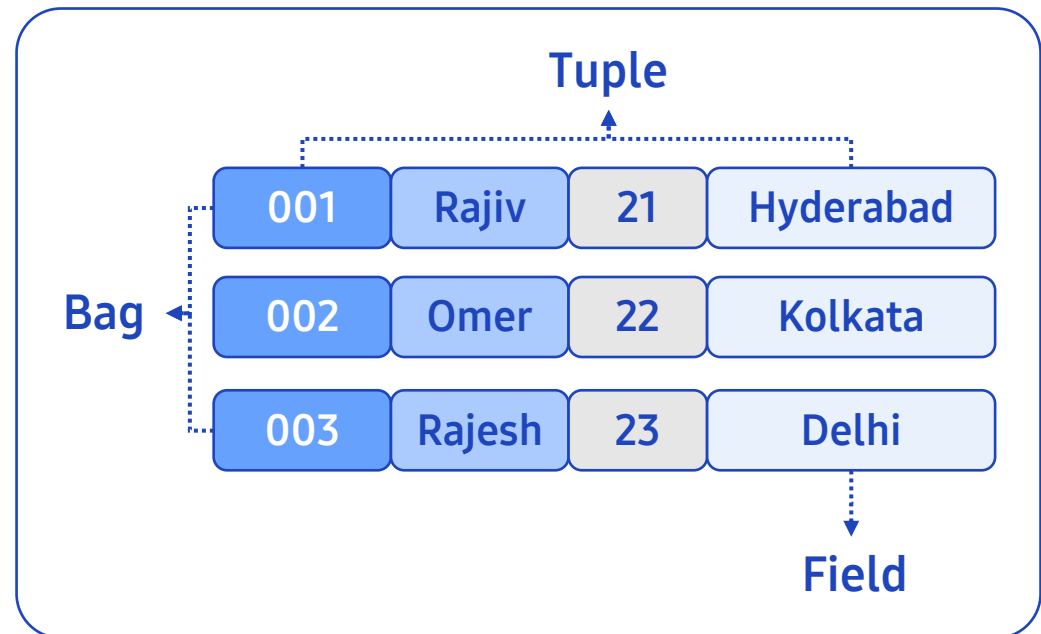 Tuple
001 Rajiv 21 Hyderabad
Bag
002 Omer 22 Kolkata
003 Rajesh 23 Delhi
Field